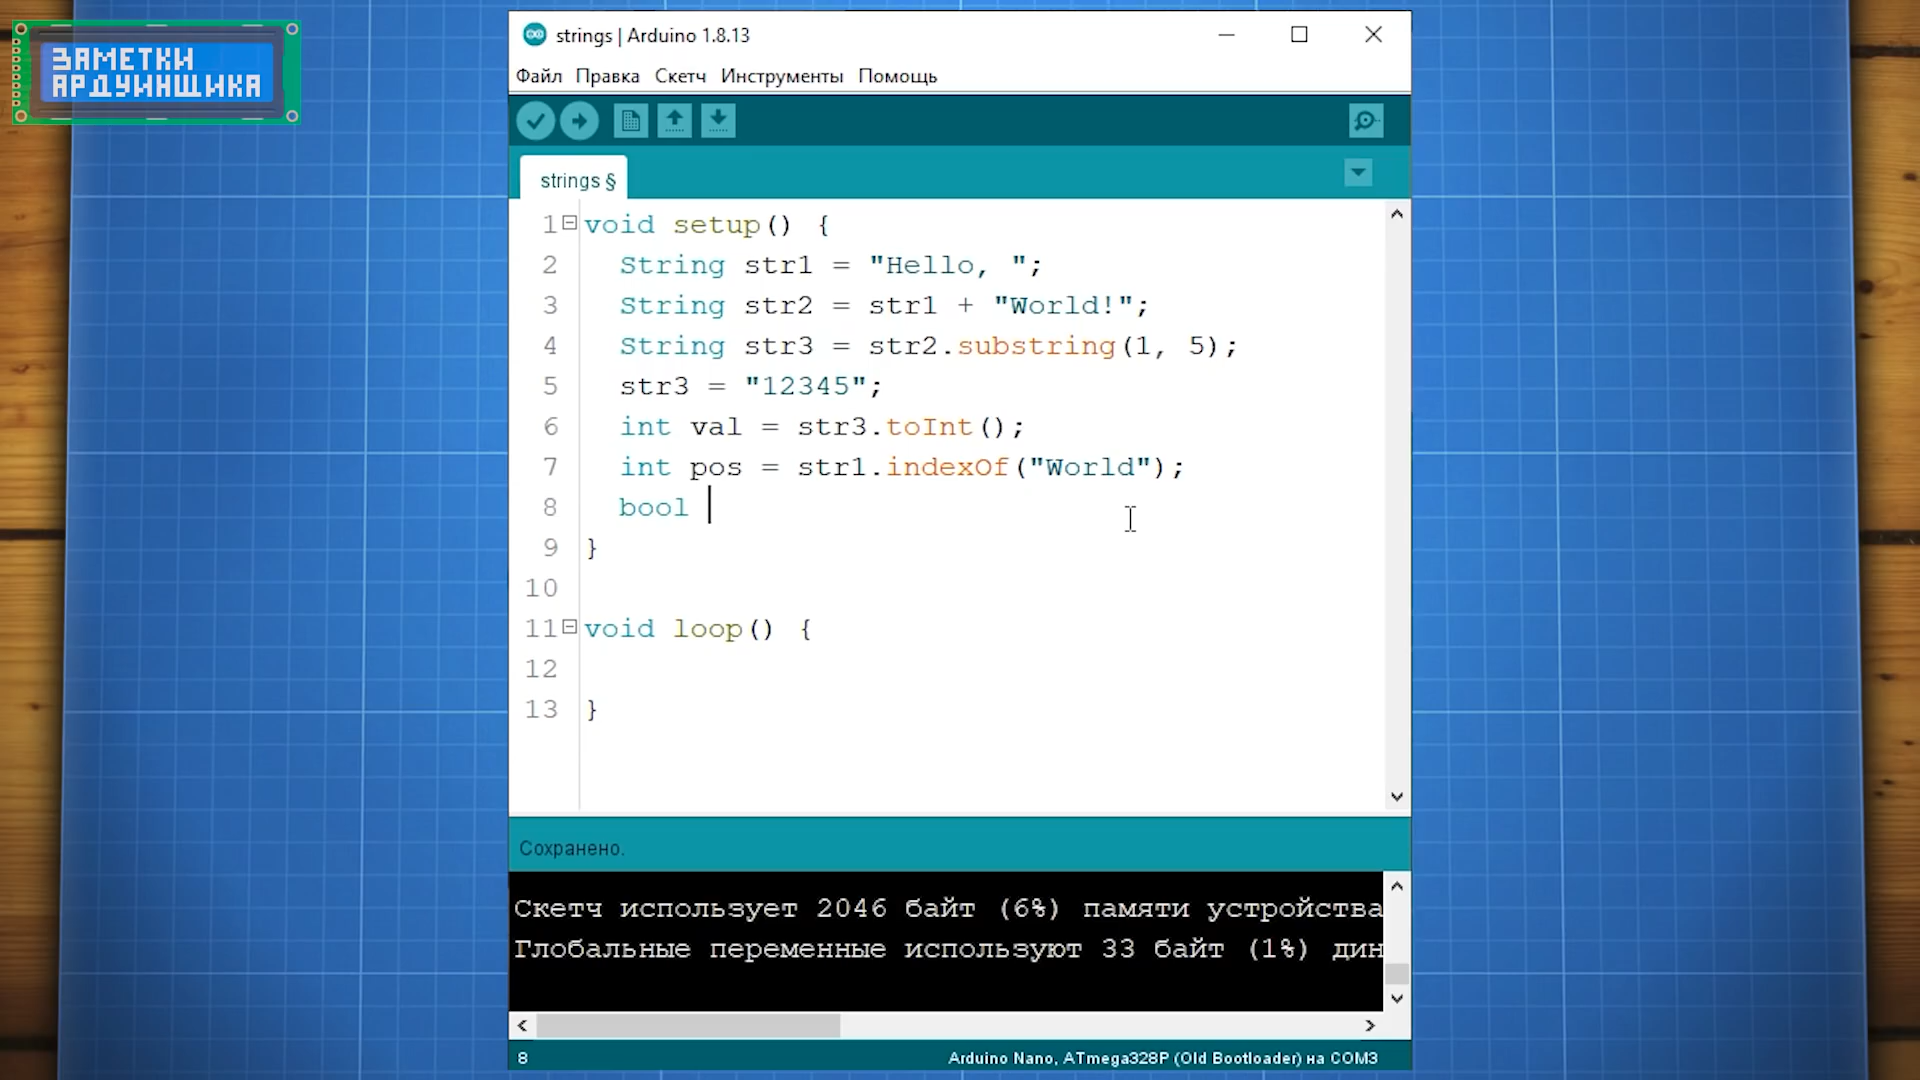 ЗАМЕТКИ
АРДУИНЩИКА
strings | Arduino 1.8.13
Файл Правка Скетч Инструменты Помощь
strings §
1 void setup() {
2 String str1 = "Hello, ";
3 String str2 = str1 + "World!";
4 String str3 = str2.substring(1, 5);
5 str3 = "12345";
6 int val = str3.toInt();
7 int pos = str1.indexOf("World");
8 bool
9 }
10
11 void loop() {
12
13 }
Сохранено.
Скетч использует 2046 байт (6%) памяти устройства
Глобальные переменные используют 33 байт (1%) дин
8 Arduino Nano, ATmega328P (Old Bootloader) на COM3